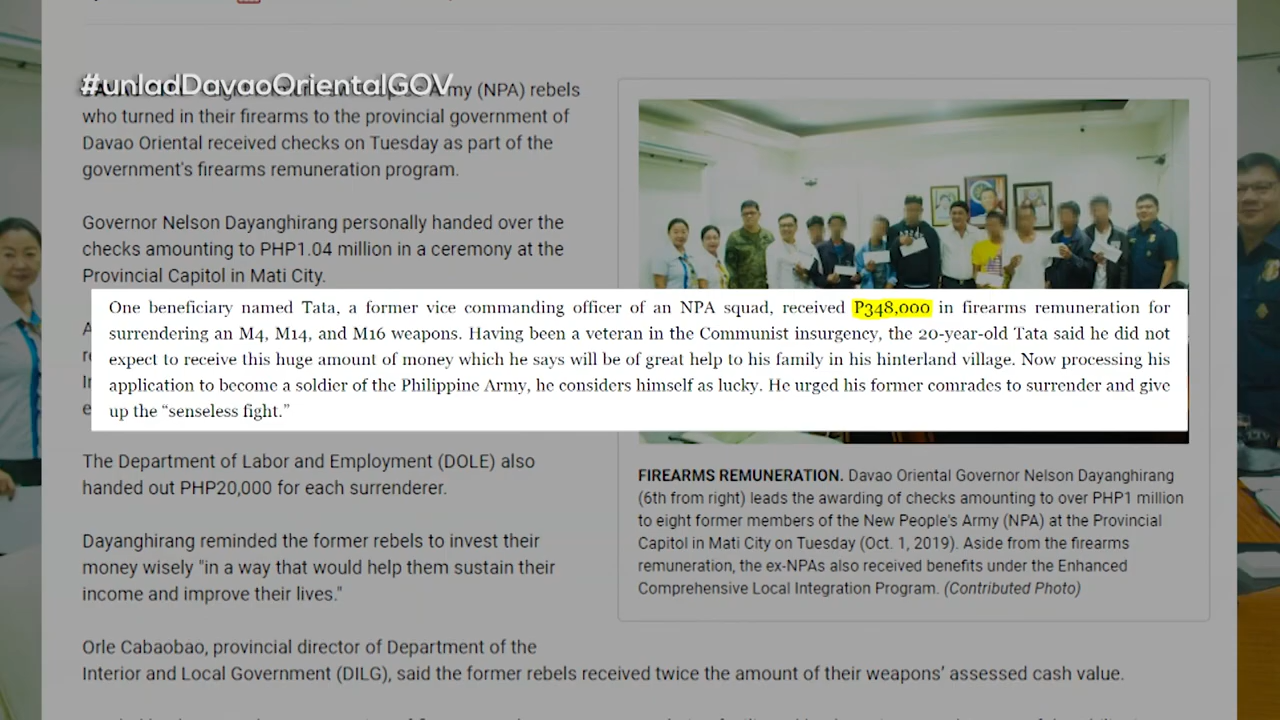 #unladDavaoOrientalGOV
Army (NPA) rebels
who turned in their firearms to the provincial government of
Davao Oriental received checks on Tuesday as part of the
government's firearms remuneration program.
Governor Nelson Dayanghirang personally handed over the
checks amounting to PHP1.04 million in a ceremony at the
Provincial Capitol in Mati City.
One beneficiary named Tata, a former vice commanding officer of an NPA squad, received P348,000 in firearms remuneration for
surrendering an M4, M14, and M16 weapons. Having been a veteran in the Communist insurgency, the 20-year-old Tata said he did not
expect to receive this huge amount of money which he says will be of great help to his family in his hinterland village. Now processing his
application to become a soldier of the Philippine Army, he considers himself as lucky. He urged his former comrades to surrender and give
up the “senseless fight.”
The Department of Labor and Employment (DOLE) also
handed out PHP20,000 for each surrenderer.
Dayanghirang reminded the former rebels to invest their
money wisely "in a way that would help them sustain their
income and improve their lives."
Orle Cabaobao, provincial director of Department of the
Interior and Local Government (DILG), said the former rebels received twice the amount of their weapons’ assessed cash value.
FIREARMS REMUNERATION. Davao Oriental Governor Nelson Dayanghirang
(6th from right) leads the awarding of checks amounting to over PHP1 million
to eight former members of the New People's Army (NPA) at the Provincial
Capitol in Mati City on Tuesday (Oct. 1, 2019). Aside from the firearms
remuneration, the ex-NPAs also received benefits under the Enhanced
Comprehensive Local Integration Program. (Contributed Photo)